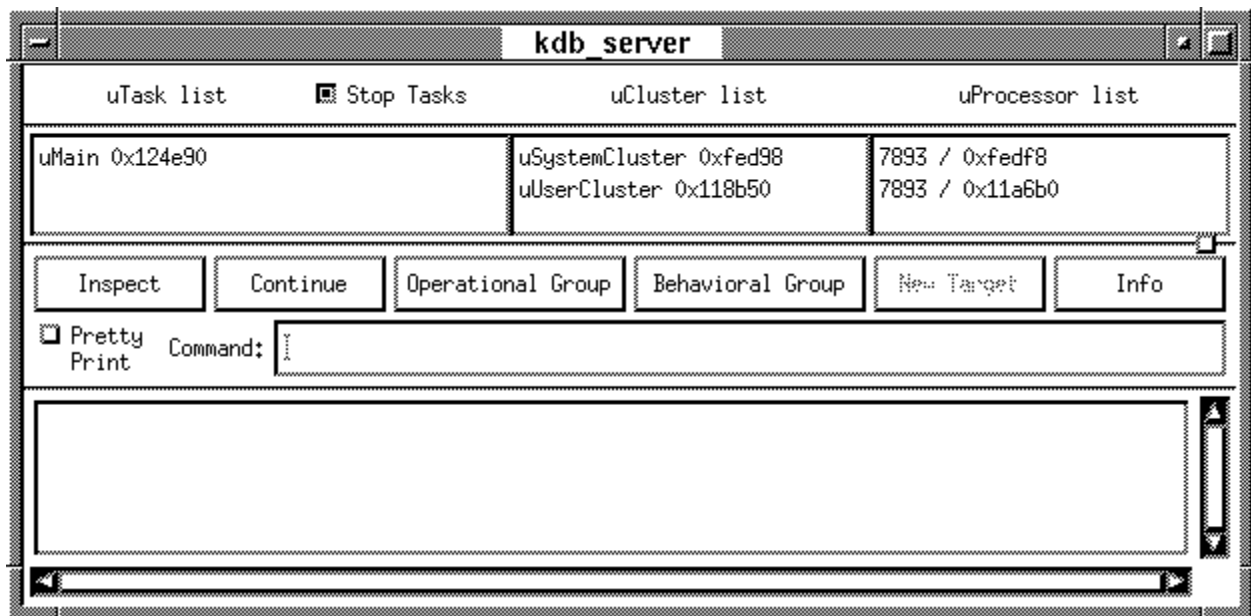 kdb_server
uTask list
Stop Tasks
uCluster list
uProcessor list
uMain 0x124e90
uSystemCluster 0xfed98
uUserCluster 0x118b50
7893 / 0xfedf8
7893 / 0x11a6b0
Inspect
Continue
Operational Group
Behavioral Group
New Target
Info
Pretty
Print
Command: